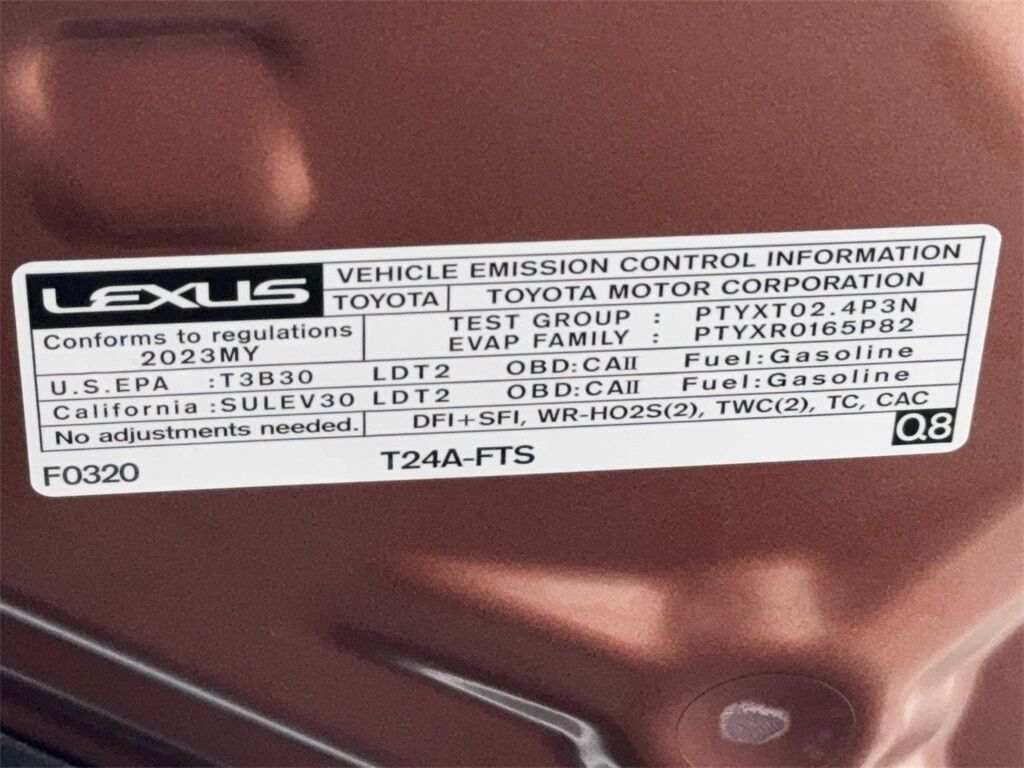 LEXUS VEHICLE EMISSION CONTROL INFORMATION
TOYOTA TOYOTA MOTOR CORPORATION
Conforms to regulations
2023MY
TEST GROUP : PTYXT02.4P3N
EVAP FAMILY : PTYXR0165P82
U.S.EPA :T3B30 LDT2 OBD:CAII Fuel:Gasoline
California :SULEV30 LDT2 OBD:CAII Fuel:Gasoline
No adjustments needed. DFI+SFI, WR-HO2S(2), TWC(2), TC, CAC
F0320 T24A-FTS Q8